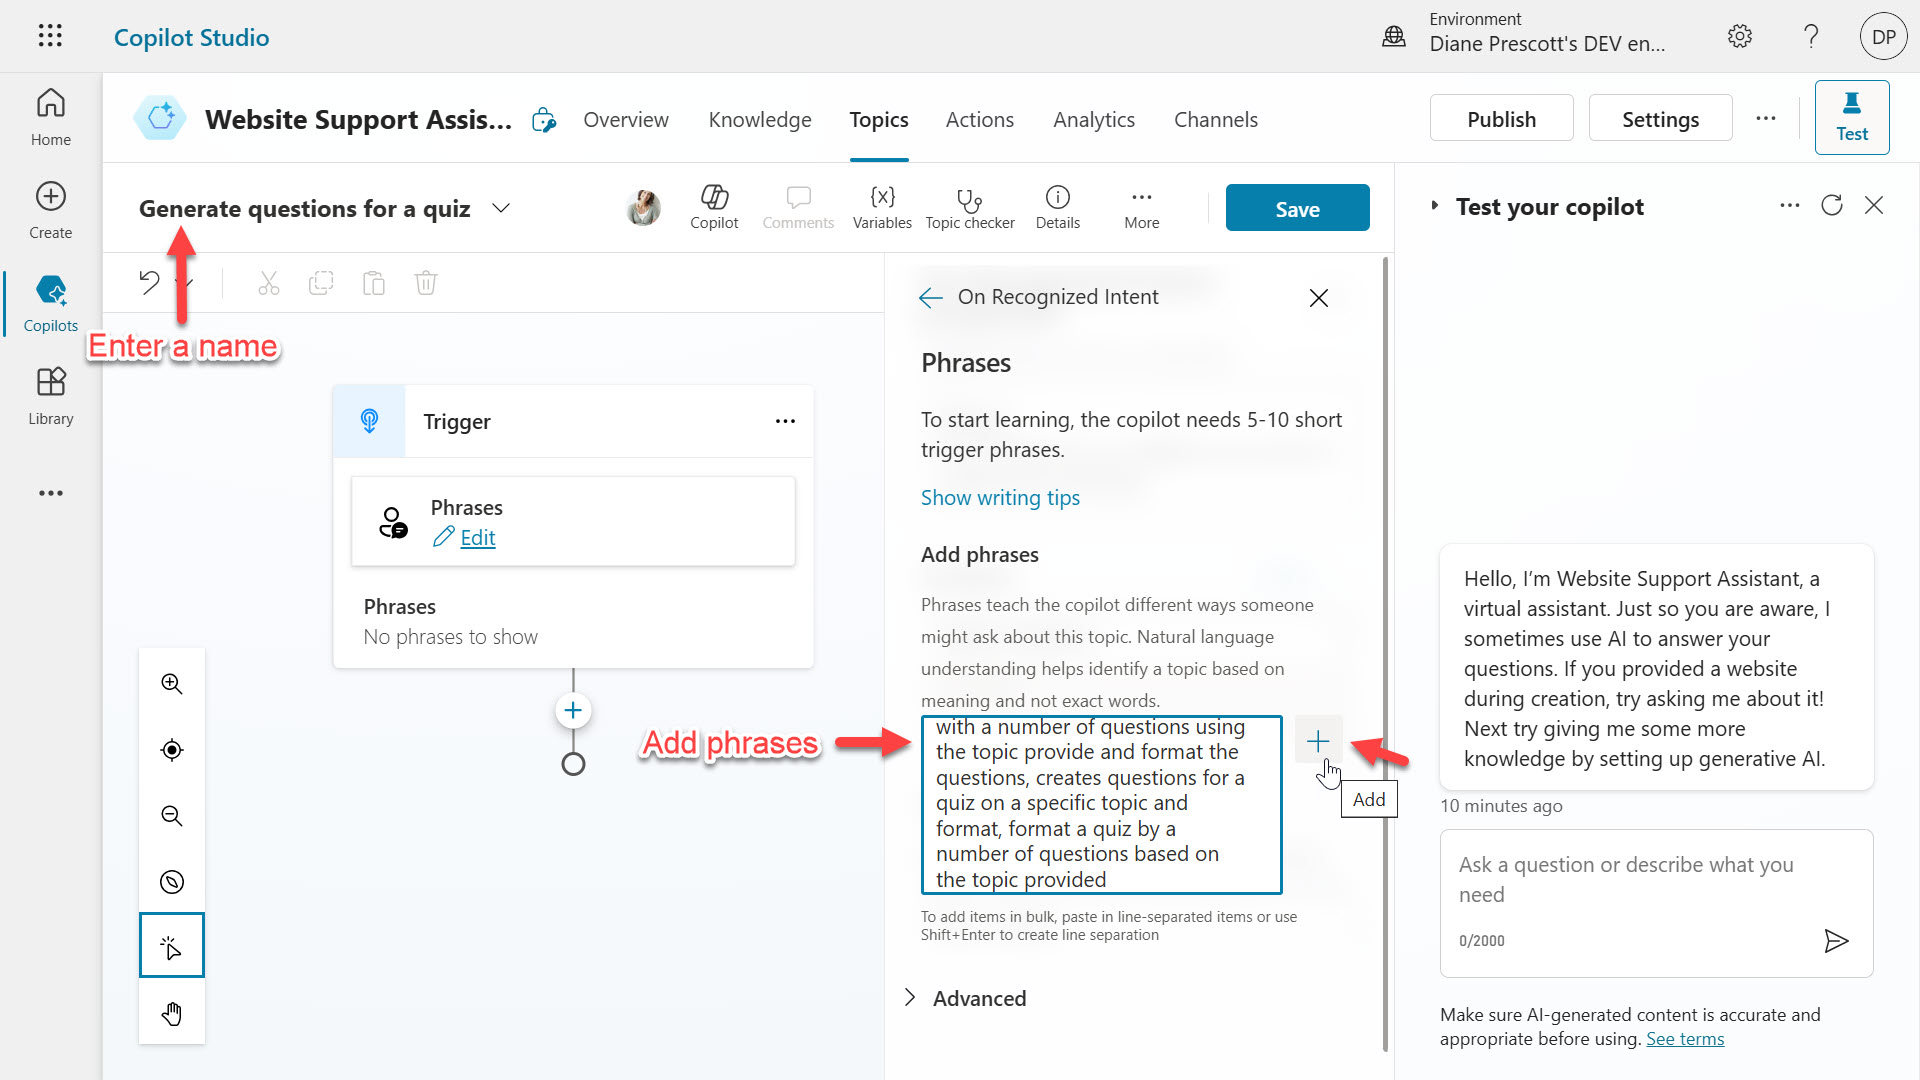 Copilot Studio
Environment
Diane Prescott's DEV en...
DP
Home
Create
Copilots
Library
Website Support Assis...
Overview
Knowledge
Topics
Actions
Analytics
Channels
Publish
Settings
Test
Generate questions for a quiz
Copilot
Comments
Variables
Topic checker
Details
More
Save
Enter a name
Trigger
Phrases
Edit
Phrases
No phrases to show
Add phrases
On Recognized Intent
Phrases
To start learning, the copilot needs 5-10 short
trigger phrases.
Show writing tips
Add phrases
Phrases teach the copilot different ways someone
might ask about this topic. Natural language
understanding helps identify a topic based on
meaning and not exact words.
with a number of questions using
the topic provide and format the
questions, creates questions for a
quiz on a specific topic and
format, format a quiz by a
number of questions based on
the topic provided
Add
To add items in bulk, paste in line-separated items or use
Shift+Enter to create line separation
Advanced
Test your copilot
Hello, I’m Website Support Assistant, a
virtual assistant. Just so you are aware, I
sometimes use AI to answer your
questions. If you provided a website
during creation, try asking me about it!
Next try giving me some more
knowledge by setting up generative AI.
10 minutes ago
Ask a question or describe what you
need
0/2000
Make sure AI-generated content is accurate and
appropriate before using. See terms